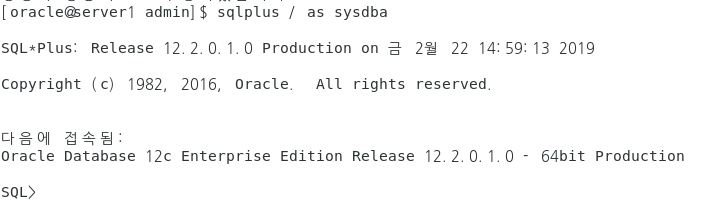 [oracle@server1 admin]$ sqlplus / as sysdba
SQL*Plus: Release 12.2.0.1.0 Production on 금 2월 22 14:59:13 2019
Copyright (c) 1982, 2016, Oracle. All rights reserved.
다음에 접속됨:
Oracle Database 12c Enterprise Edition Release 12.2.0.1.0 - 64bit Production
SQL>